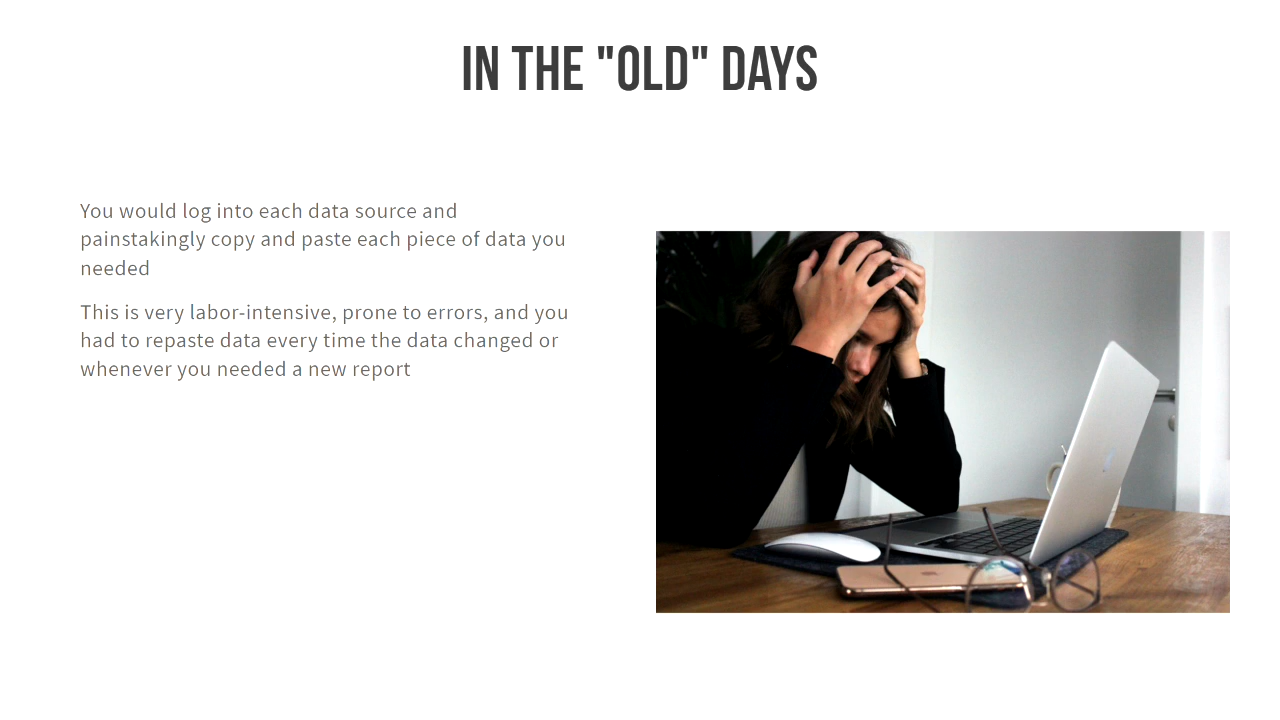 IN THE "OLD" DAYS
You would log into each data source and
painstakingly copy and paste each piece of data you
needed
This is very labor-intensive, prone to errors, and you
had to repaste data every time the data changed or
whenever you needed a new report